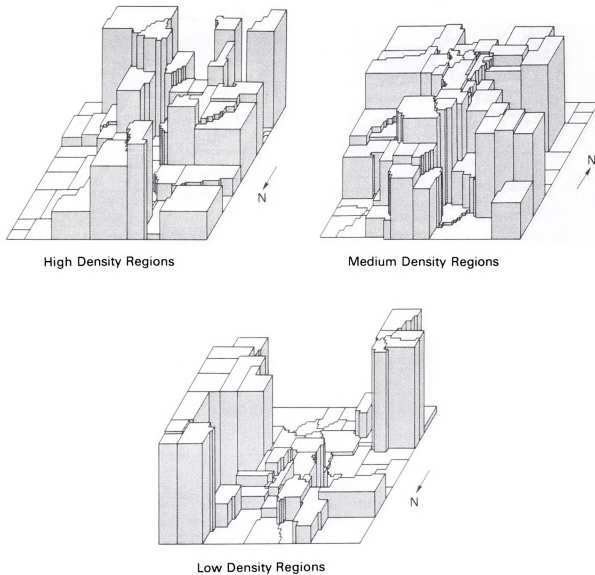 N
High Density Regions
N
Medium Density Regions
N
Low Density Regions